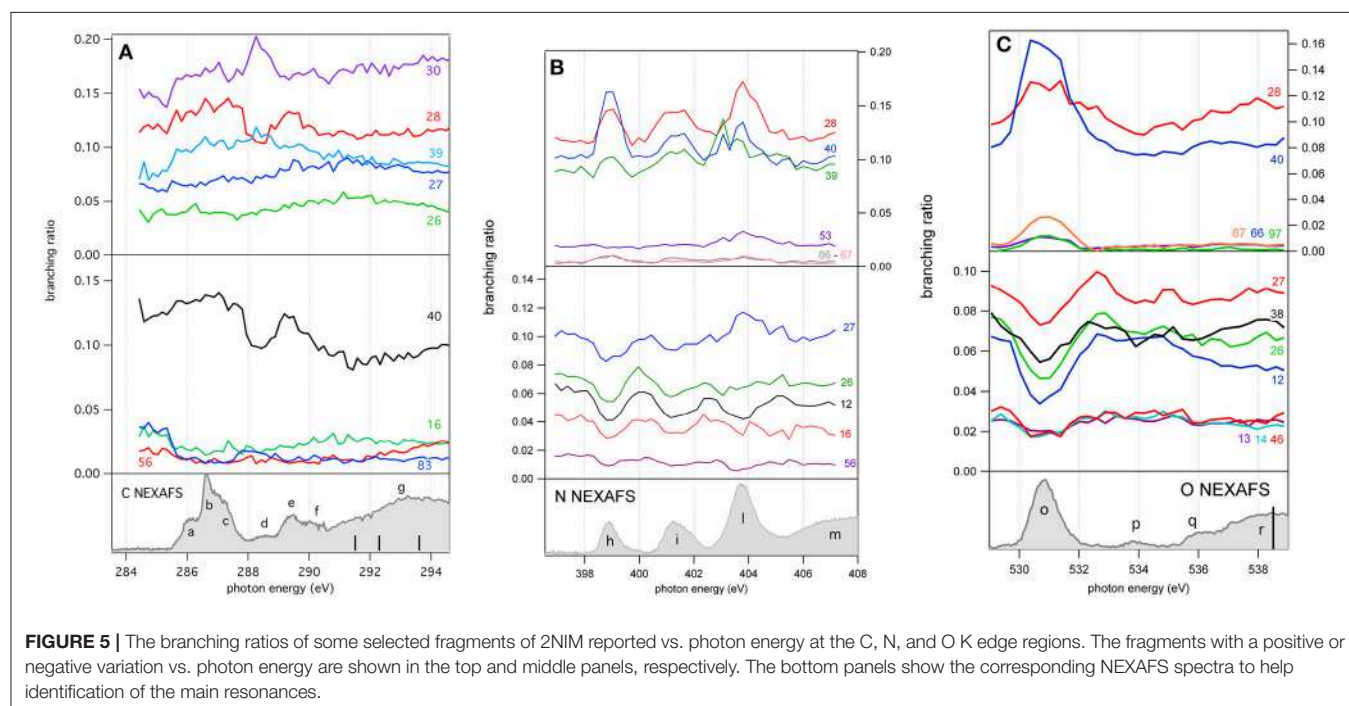 A
0.20
0.15
0.10
0.05
0.00
branching ratio
30
28
39
27
26
0.15
0.10
0.05
0.00
branching ratio
40
16
56
83
C NEXAFS
a
b
c
d
e
f
g
284
286
288
290
292
294
photon energy (eV)
B
0.20
0.15
0.10
0.05
0.00
28
40
39
53
66 - 67
branching ratio
0.14
0.12
0.10
0.08
0.06
0.04
0.02
0.00
27
26
12
16
56
N NEXAFS
h
i
l
m
398
400
402
404
406
408
photon energy (eV)
C
0.16
0.14
0.12
0.10
0.08
0.06
0.04
0.02
0.00
28
40
67 66 97
branching ratio
0.10
0.08
0.06
0.04
0.02
0.00
27
38
26
12
13 14 46
O NEXAFS
o
p
q
r
530
532
534
536
538
photon energy (eV)
FIGURE 5 | The branching ratios of some selected fragments of 2NIM reported vs. photon energy at the C, N, and O K edge regions. The fragments with a positive or
negative variation vs. photon energy are shown in the top and middle panels, respectively. The bottom panels show the corresponding NEXAFS spectra to help
identification of the main resonances.